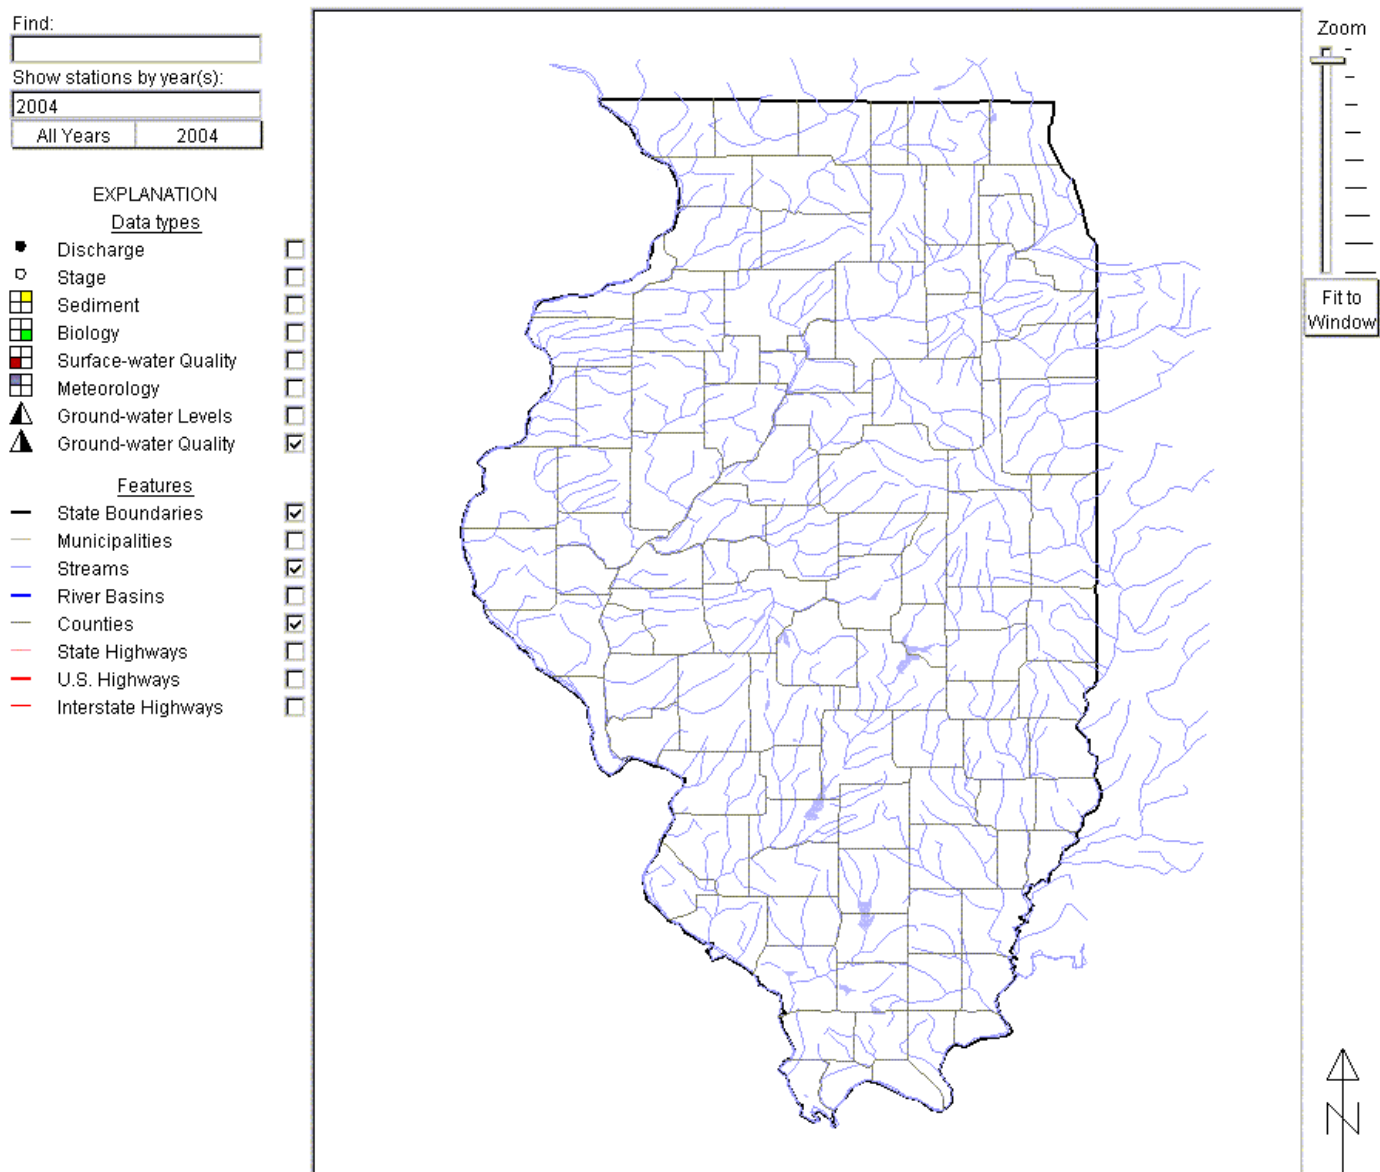 Find:
Show stations by year(s):
2004
All Years 2004
EXPLANATION
Data types
Discharge
Stage
Sediment
Biology
Surface-water Quality
Meteorology
Ground-water Levels
Ground-water Quality
Features
State Boundaries
Municipalities
Streams
River Basins
Counties
State Highways
U.S. Highways
Interstate Highways
Zoom
Fit to
Window
N